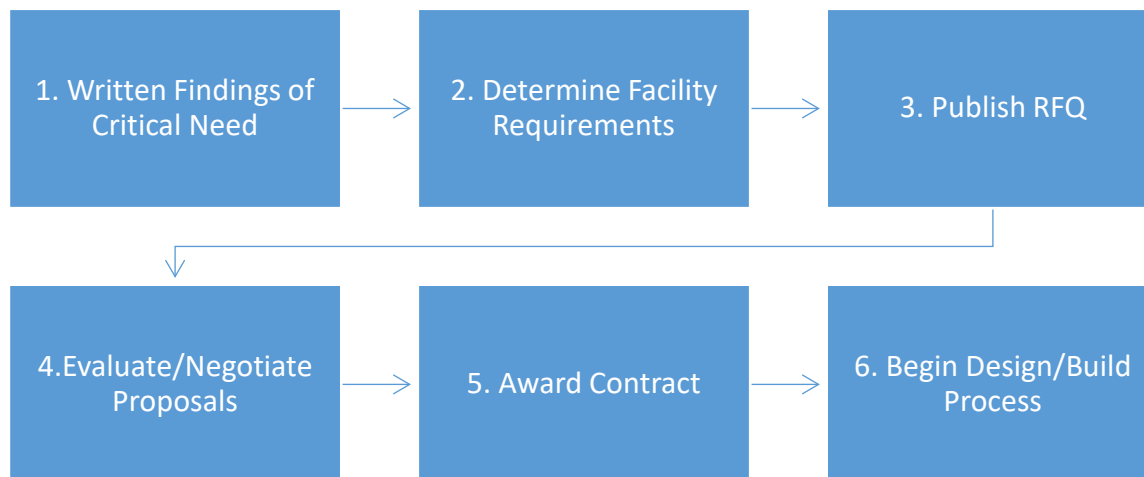 1. Written Findings of
Critical Need
2. Determine Facility
Requirements
3. Publish RFQ
4.Evaluate/Negotiate
Proposals
5. Award Contract
6. Begin Design/Build
Process